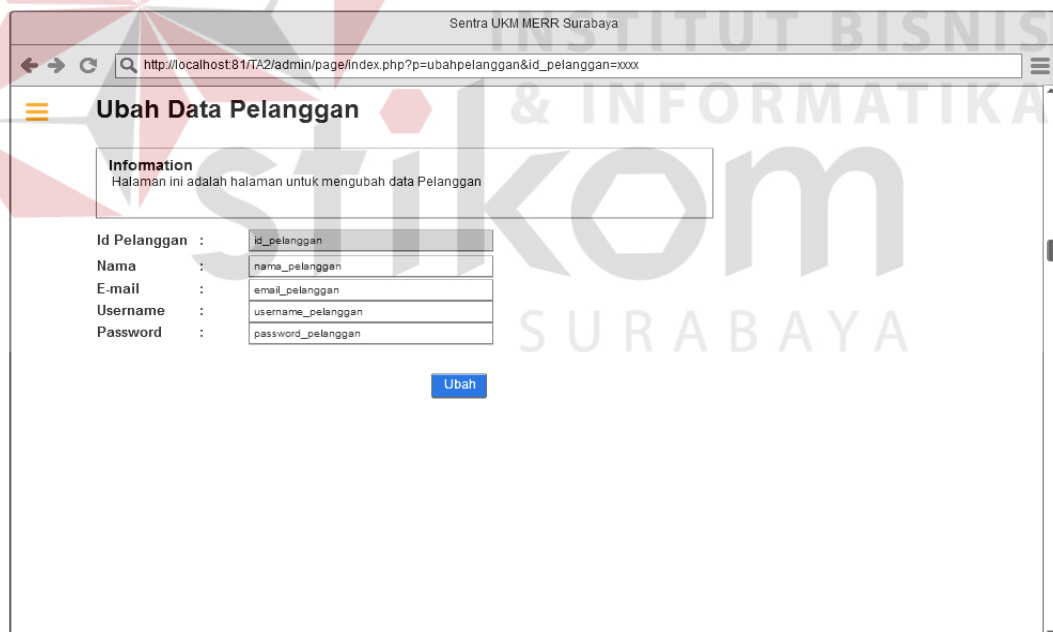 Sentra UKM MERR Surabaya
http://localhost:81/TA2/admin/page/index.php?p=ubahpelanggan&id_pelanggan=xxxx
Ubah Data Pelanggan
Information
Halaman ini adalah halaman untuk mengubah data Pelanggan
Id Pelanggan : id_pelanggan
Nama : nama_pelanggan
E-mail : email_pelanggan
Username : username_pelanggan
Password : password_pelanggan
Ubah
INSTITUT BISNIS
& INFORMATIKA
stikom
SURABAYA